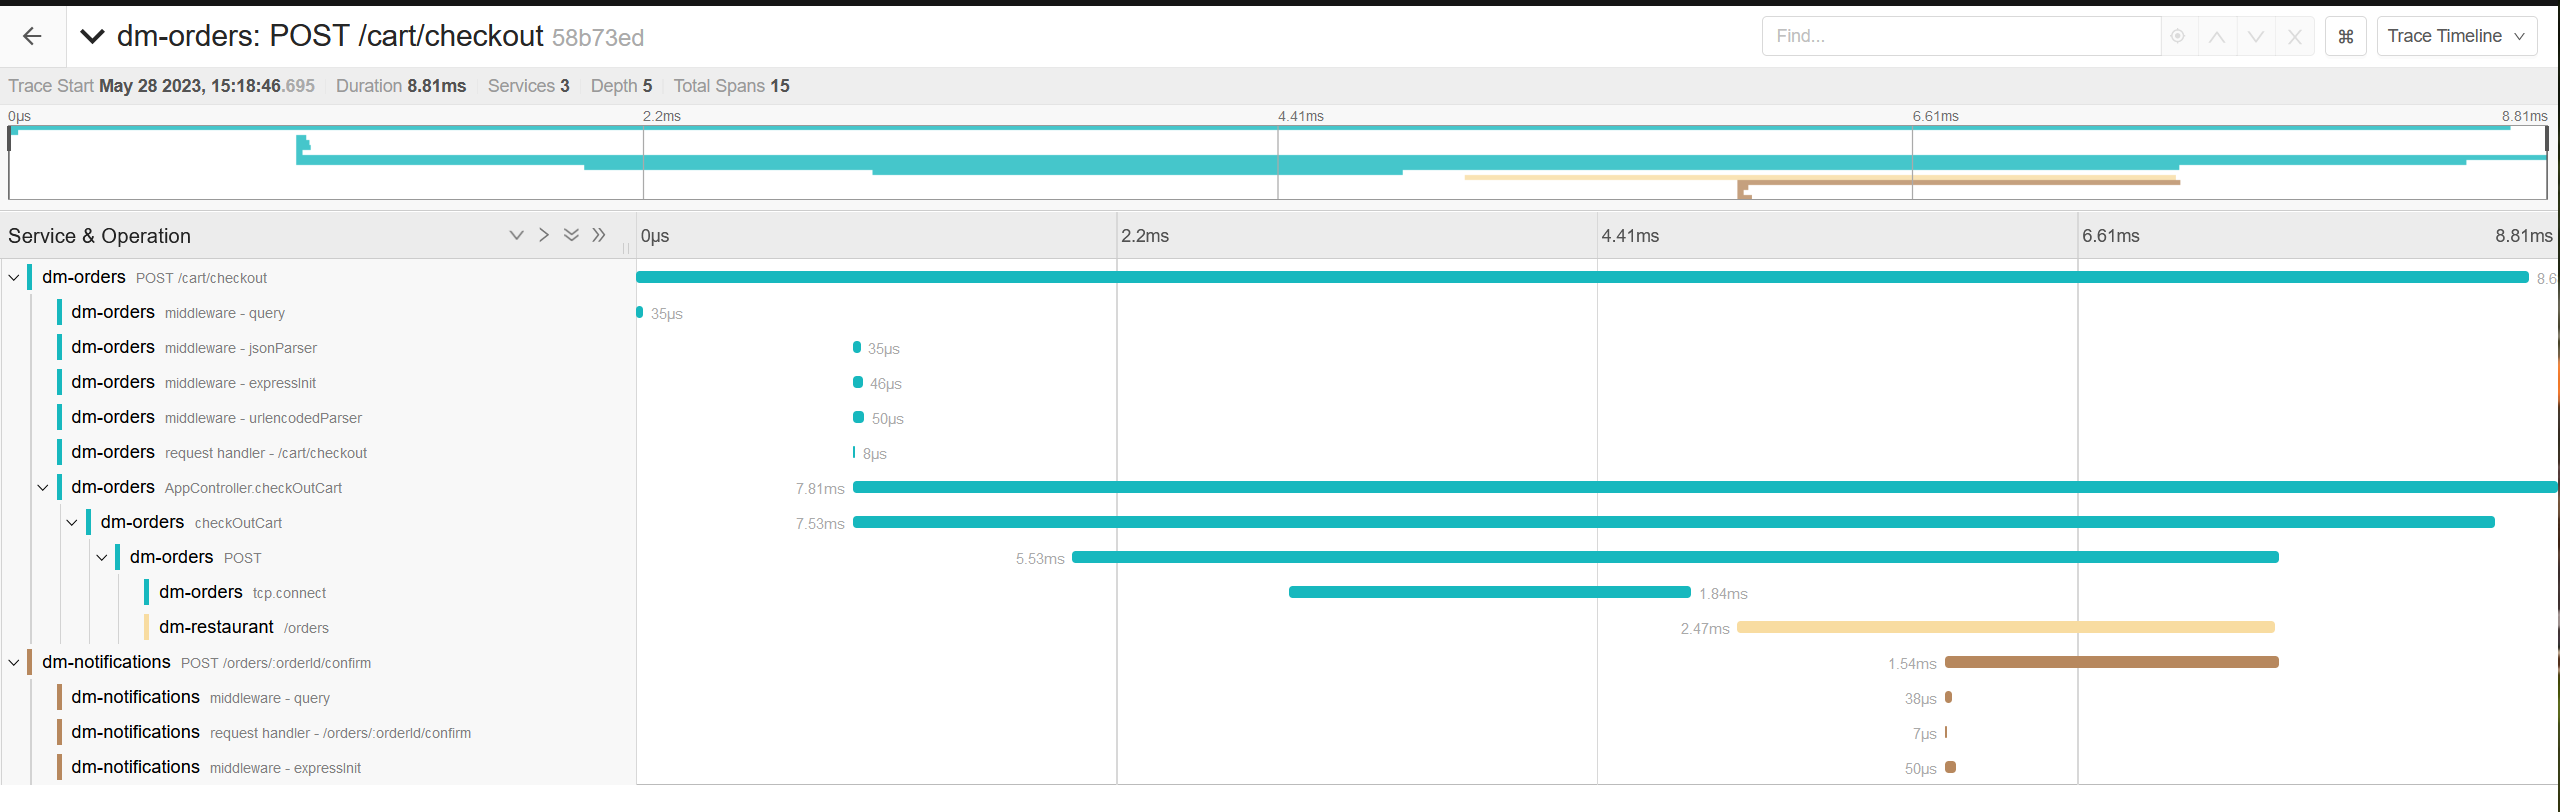 dm-orders: POST /cart/checkout 58b73ed Find... ⌘ Trace Timeline
Trace Start May 28 2023, 15:18:46.695 Duration 8.81ms Services 3 Depth 5 Total Spans 15
0μs 2.2ms 4.41ms 6.61ms 8.81ms
Service & Operation 0μs 2.2ms 4.41ms 6.61ms 8.81ms
dm-orders POST /cart/checkout
dm-orders middleware - query 35μs
dm-orders middleware - jsonParser 35μs
dm-orders middleware - expressInit 46μs
dm-orders middleware - urlencodedParser 50μs
dm-orders request handler - /cart/checkout 8μs
dm-orders AppController.checkOutCart 7.81ms
dm-orders checkOutCart 7.53ms
dm-orders POST 5.53ms
dm-orders tcp.connect 1.84ms
dm-restaurant /orders 2.47ms
dm-notifications POST /orders/:orderId/confirm 1.54ms
dm-notifications middleware - query 38μs
dm-notifications request handler - /orders/:orderId/confirm 7μs
dm-notifications middleware - expressInit 50μs